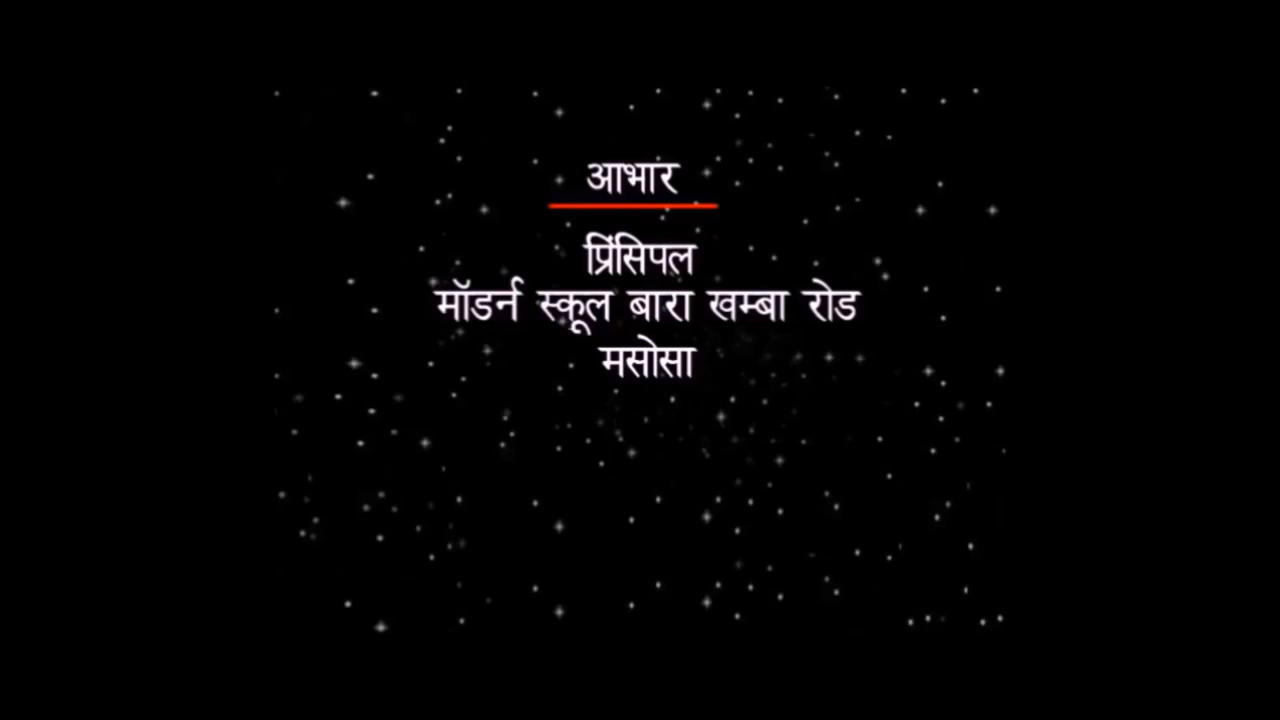 आभार
प्रिंसिपल
मॉडर्न स्कूल बारा खम्बा रोड
मसोसा